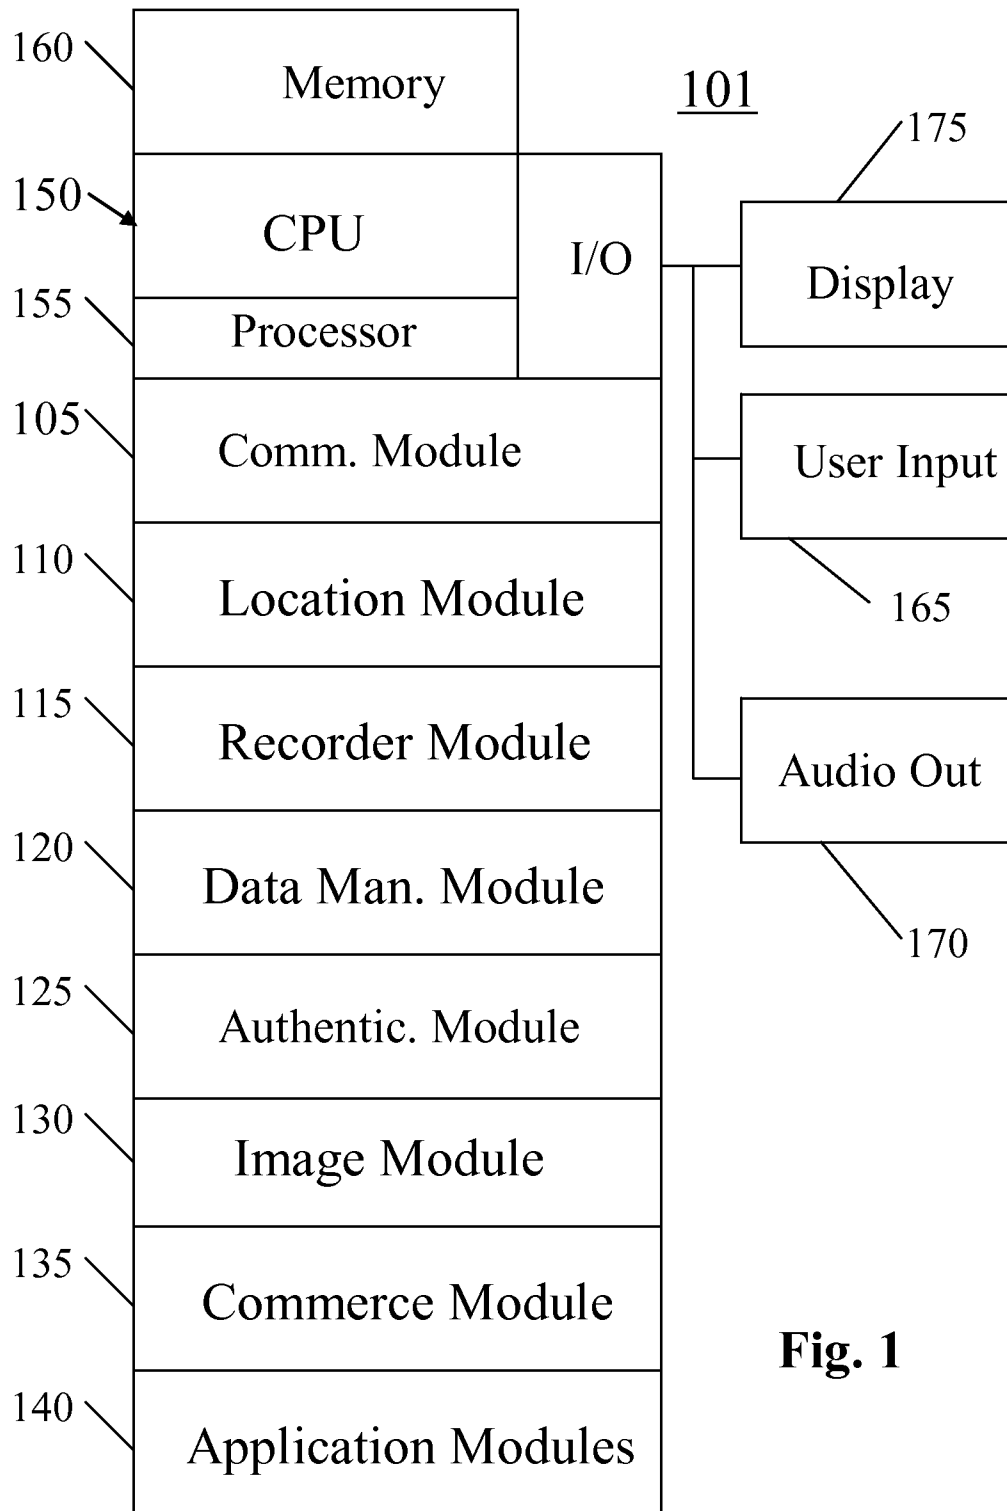 160
Memory
101
175
150
CPU
I/O
Display
155
Processor
105
Comm. Module
User Input
110
Location Module
165
115
Recorder Module
Audio Out
120
Data Man. Module
170
125
Authentic. Module
130
Image Module
135
Commerce Module
Fig. 1
140
Application Modules